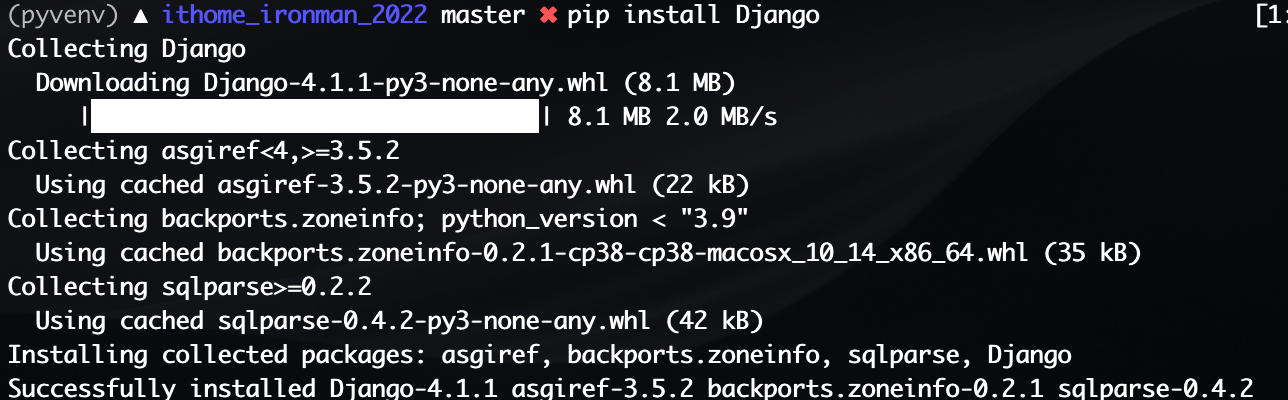 (pyvenv) ▲ ithome_ironman_2022 master ✖ pip install Django [1:
Collecting Django
Downloading Django-4.1.1-py3-none-any.whl (8.1 MB)
| | 8.1 MB 2.0 MB/s
Collecting asgiref<4,>=3.5.2
Using cached asgiref-3.5.2-py3-none-any.whl (22 kB)
Collecting backports.zoneinfo; python_version < "3.9"
Using cached backports.zoneinfo-0.2.1-cp38-cp38-macosx_10_14_x86_64.whl (35 kB)
Collecting sqlparse>=0.2.2
Using cached sqlparse-0.4.2-py3-none-any.whl (42 kB)
Installing collected packages: asgiref, backports.zoneinfo, sqlparse, Django
Successfully installed Django-4.1.1 asgiref-3.5.2 backports.zoneinfo-0.2.1 sqlparse-0.4.2